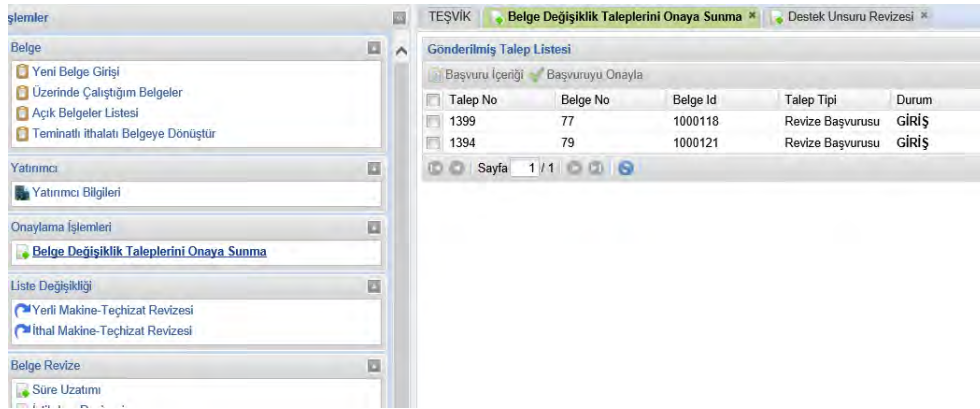 şlemler
Belge
Yeni Belge Girişi
Üzerinde Çalıştığım Belgeler
Açık Belgeler Listesi
Teminatlı ithalatı Belgeye Dönüştür
Yatırımcı
Yatırımcı Bilgileri
Onaylama İşlemleri
Belge Değişiklik Taleplerini Onaya Sunma
Liste Değişikliği
Yerli Makine-Teçhizat Revizesi
İthal Makine-Teçhizat Revizesi
Belge Revize
Süre Uzatımı
TEŞVİK Belge Değişiklik Taleplerini Onaya Sunma Destek Unsuru Revizesi
Gönderilmiş Talep Listesi
Başvuru İçeriği Başvuruyu Onayla
Talep No Belge No Belge Id Talep Tipi Durum
1399 77 1000118 Revize Başvurusu GİRİŞ
1394 79 1000121 Revize Başvurusu GİRİŞ
Sayfa 1 / 1